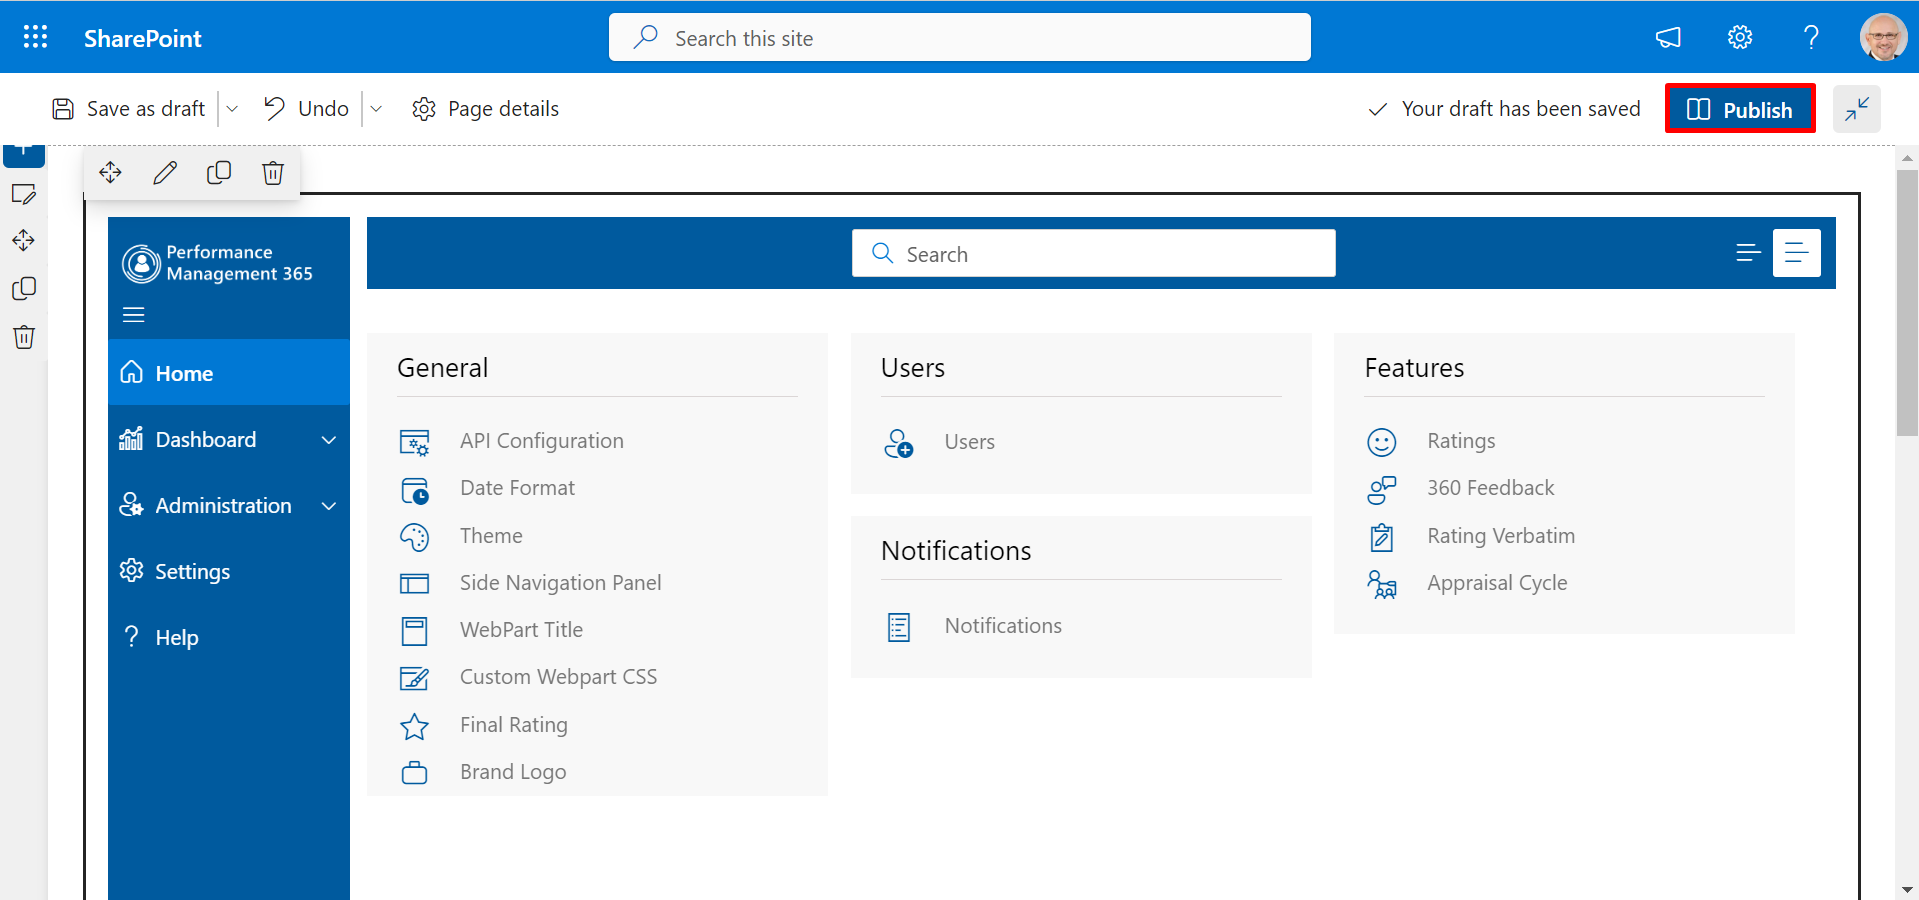 SharePoint
Search this site
Save as draft
Undo
Page details
Your draft has been saved
Publish
Performance
Management 365
Search
Home
Dashboard
Administration
Settings
Help
General
API Configuration
Date Format
Theme
Side Navigation Panel
WebPart Title
Custom Webpart CSS
Final Rating
Brand Logo
Users
Users
Notifications
Notifications
Features
Ratings
360 Feedback
Rating Verbatim
Appraisal Cycle